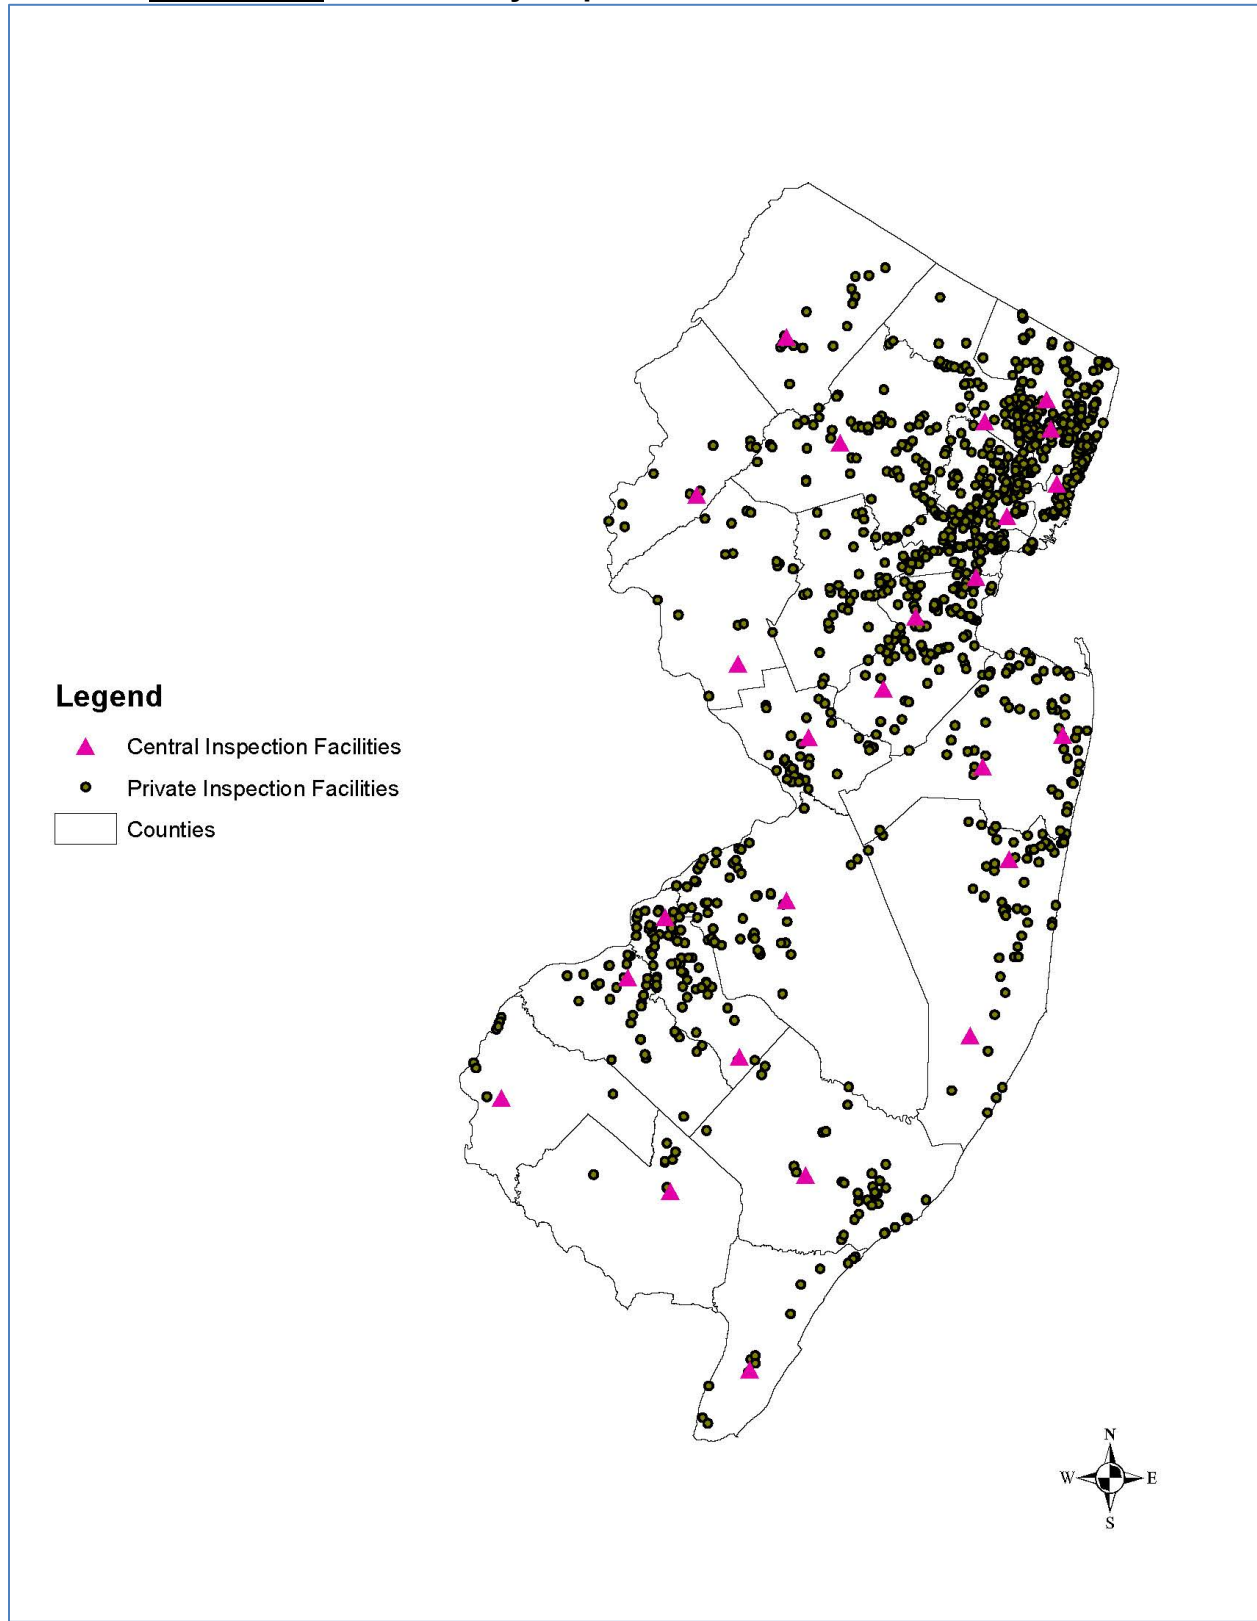 Legend
Central Inspection Facilities
Private Inspection Facilities
Counties
N
W E
S